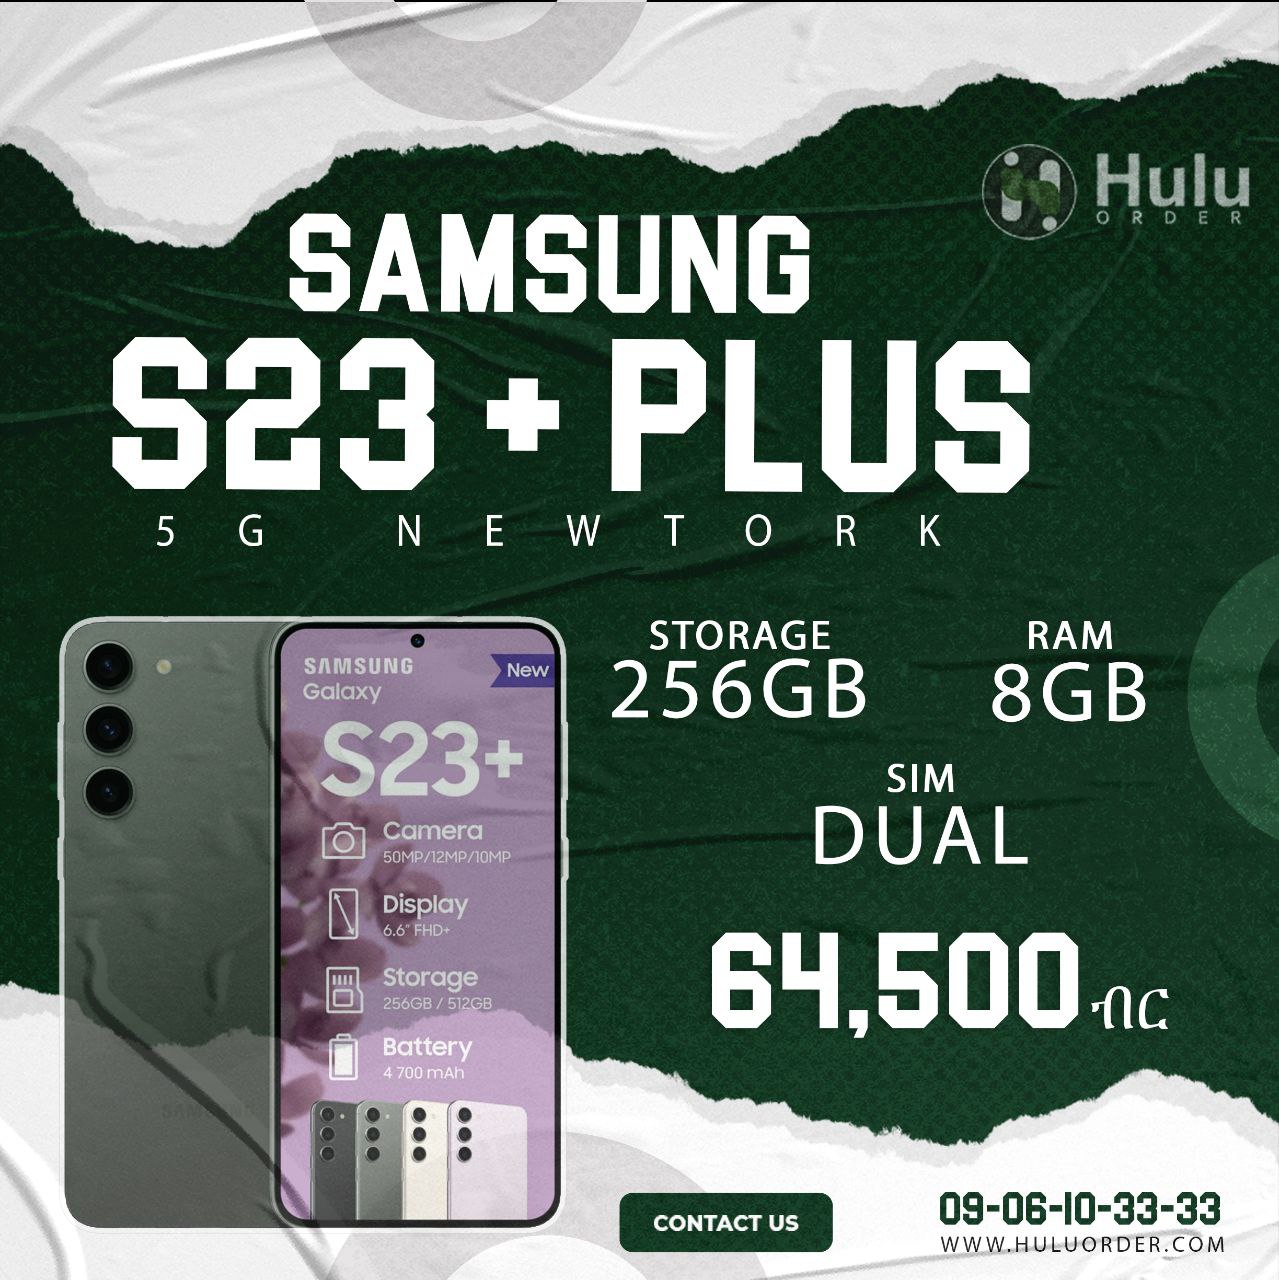 Hulu
ORDER
SAMSUNG
S23 + PLUS
5G NEWTORK
STORAGE
256GB
RAM
8GB
SIM
DUAL
64,500 ብር
SAMSUNG
Galaxy
New
S23+
Camera
50MP/12MP/10MP
Display
6.6" FHD+
Storage
256GB / 512GB
Battery
4 700 mAh
SAMSUNG
CONTACT US
09-06-10-33-33
WWW.HULUORDER.COM